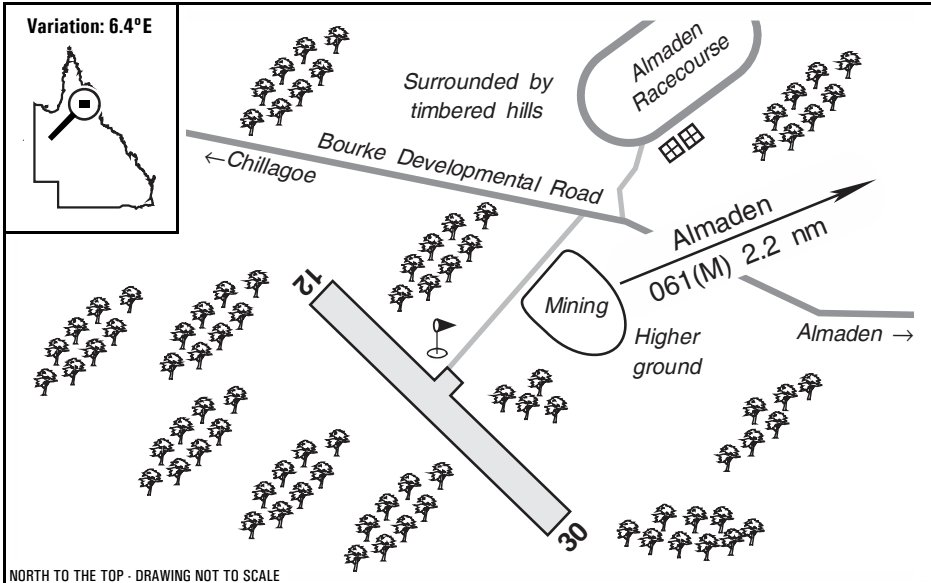 Variation: 6.4°E
Surrounded by
timbered hills
Almaden
Racecourse
Bourke Developmental Road
←Chillagoe
Almaden
061(M) 2.2 nm
12
Mining
Higher
ground
Almaden →
30
NORTH TO THE TOP - DRAWING NOT TO SCALE